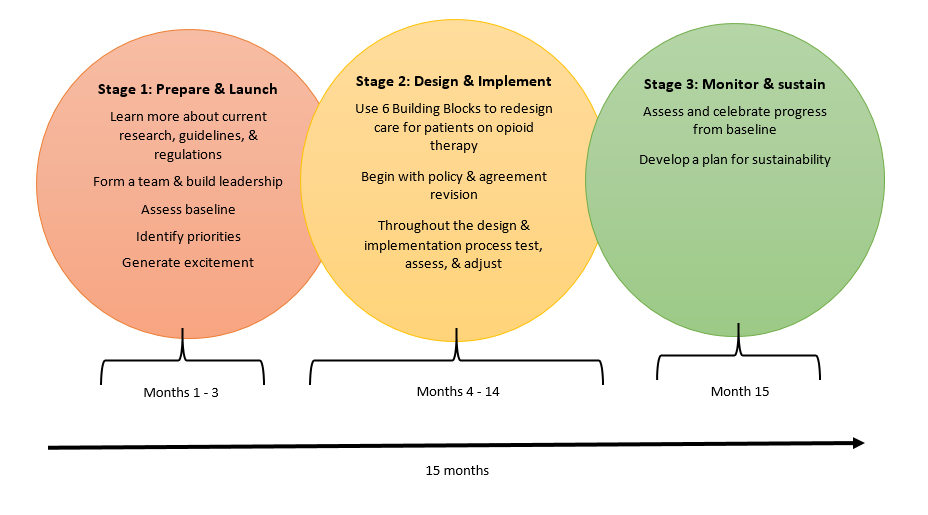 Stage 1: Prepare & Launch
Learn more about current
research, guidelines, &
regulations
Form a team & build leadership
Assess baseline
Identify priorities
Generate excitement
Stage 2: Design & Implement
Use 6 Building Blocks to redesign
care for patients on opioid
therapy
Begin with policy & agreement
revision
Throughout the design &
implementation process test,
assess, & adjust
Stage 3: Monitor & sustain
Assess and celebrate progress
from baseline
Develop a plan for sustainability
Months 1 - 3
Months 4 - 14
Month 15
15 months